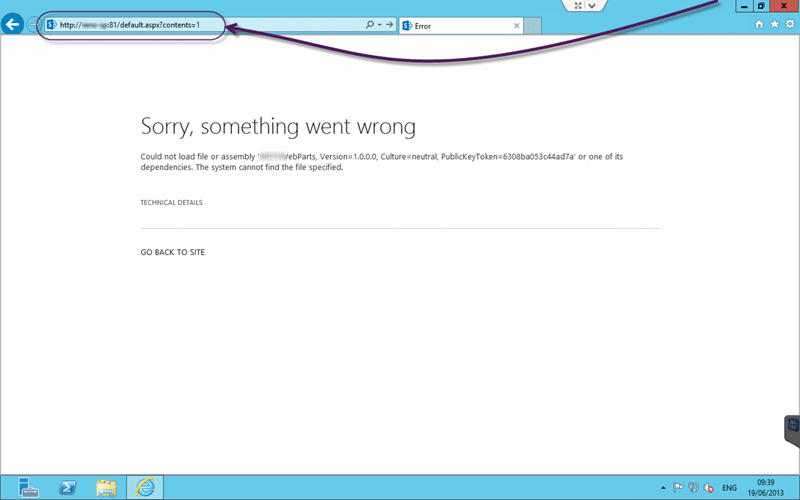 http:// :81/default.aspx?contents=1
Error
Sorry, something went wrong
Could not load file or assembly ' ebParts, Version=1.0.0.0, Culture=neutral, PublicKeyToken=6308ba053c44ad7a' or one of its
dependencies. The system cannot find the file specified.
TECHNICAL DETAILS
GO BACK TO SITE
ENG
09:39
19/06/2013